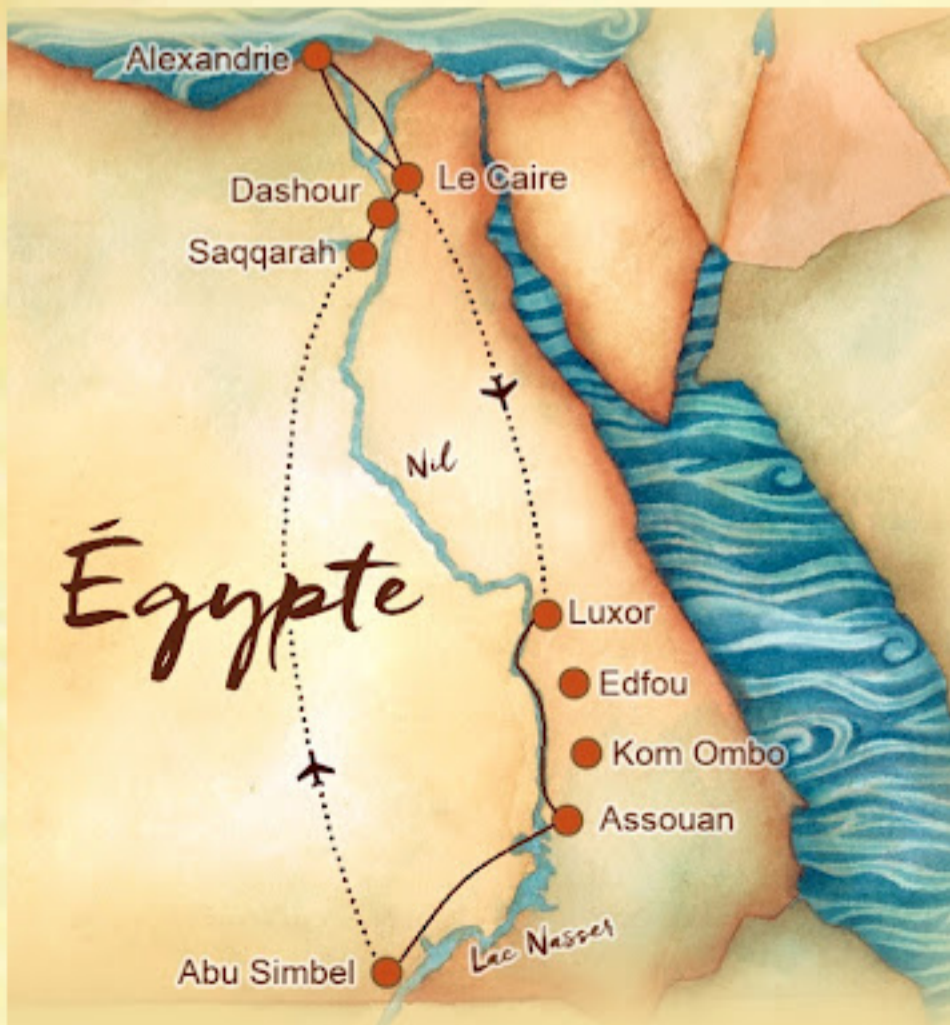 Alexandrie
Le Caire
Dashour
Saqqarah
Nil
Égypte
Luxor
Edfou
Kom Ombo
Assouan
Lac Nasser
Abu Simbel